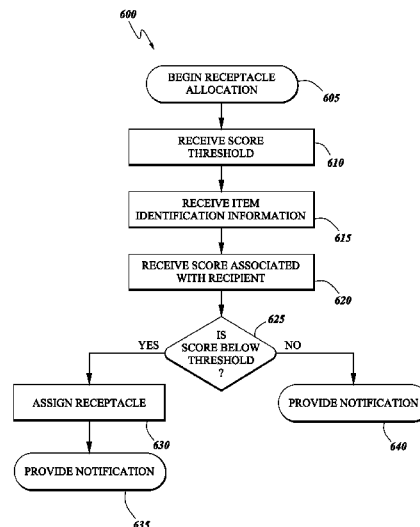 600
BEGIN RECEPTACLE
ALLOCATION
605
RECEIVE SCORE
THRESHOLD
610
RECEIVE ITEM
IDENTIFICATION INFORMATION
615
RECEIVE SCORE ASSOCIATED
WITH RECIPIENT
620
625
IS
SCORE BELOW
THRESHOLD
?
YES
NO
ASSIGN RECEPTACLE
630
PROVIDE NOTIFICATION
640
PROVIDE NOTIFICATION
635